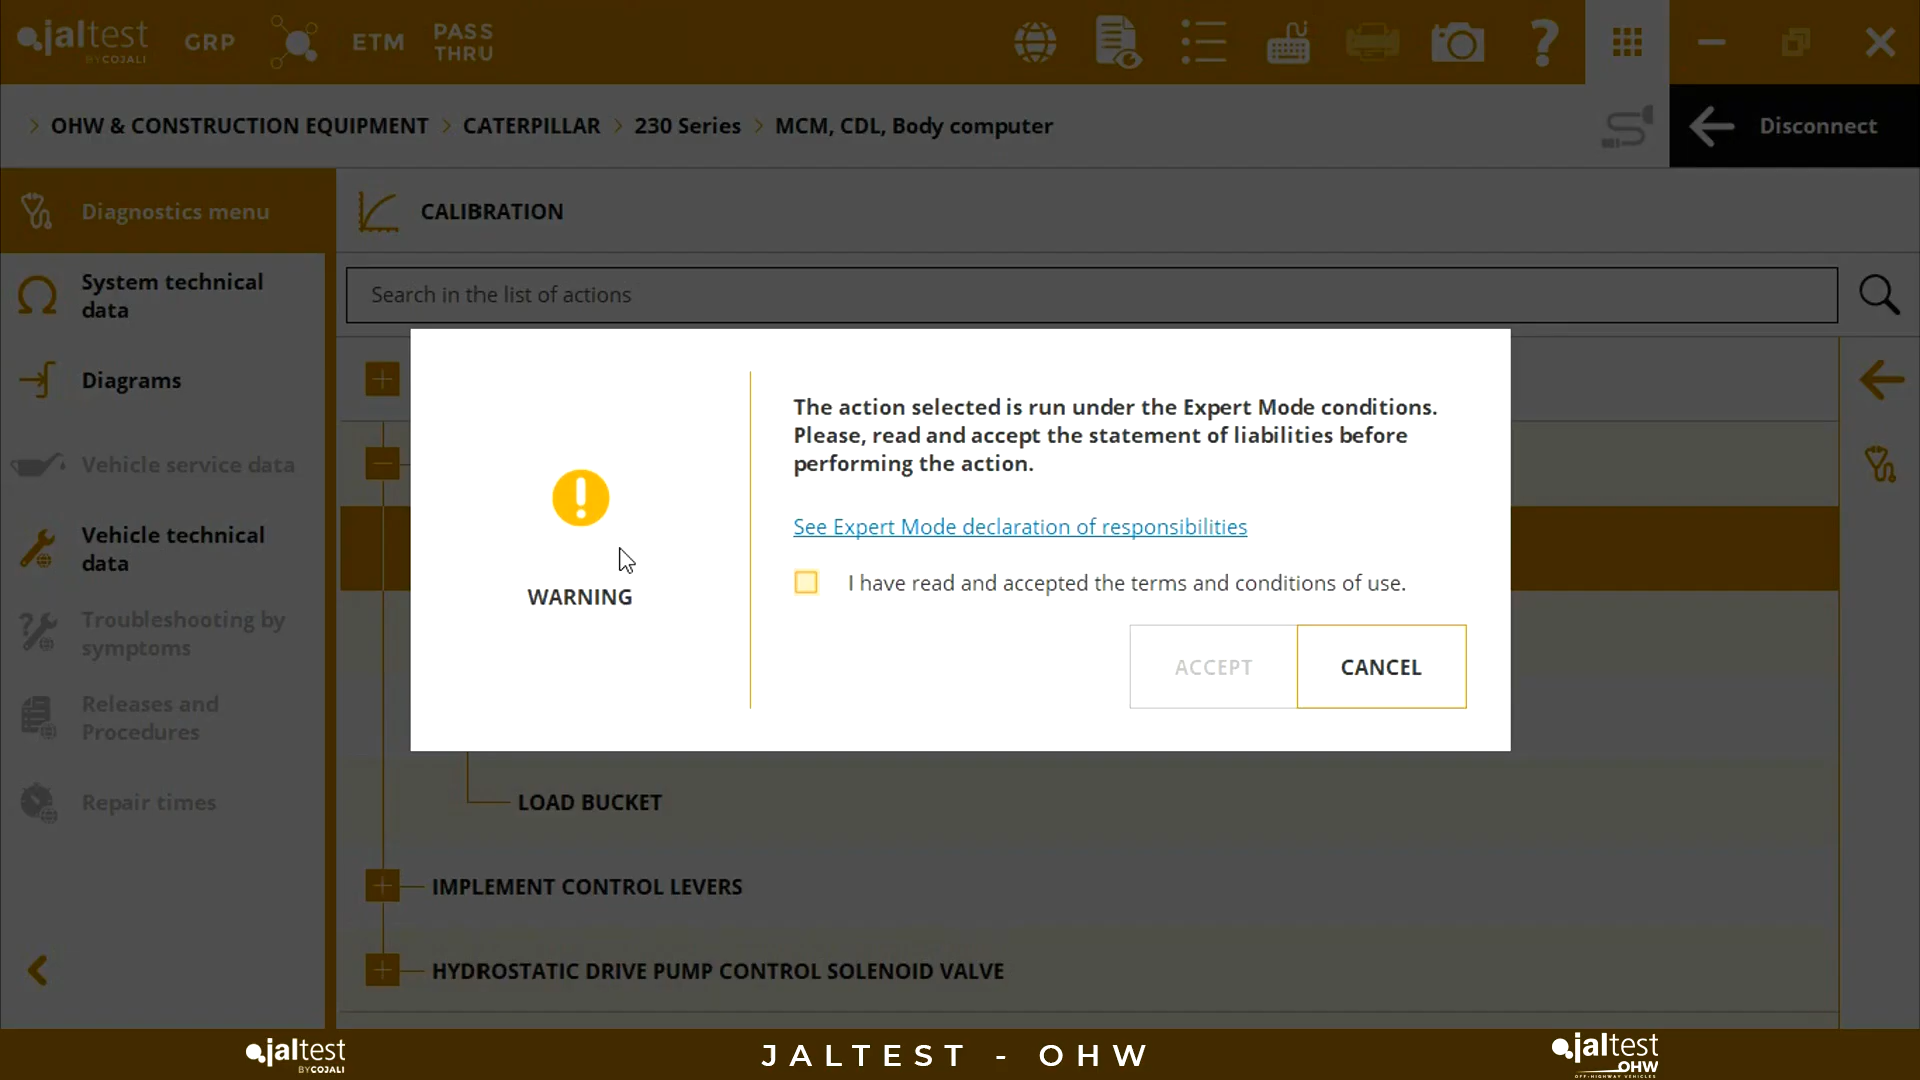 jaltest
BY COJALI
GRP
ETM
PASS
THRU
?
OHW & CONSTRUCTION EQUIPMENT > CATERPILLAR > 230 Series > MCM, CDL, Body computer
Disconnect
Diagnostics menu
System technical
data
Diagrams
Vehicle service data
Vehicle technical
data
Troubleshooting by
symptoms
Releases and
Procedures
Repair times
CALIBRATION
Search in the list of actions
WARNING
The action selected is run under the Expert Mode conditions.
Please, read and accept the statement of liabilities before
performing the action.
See Expert Mode declaration of responsibilities
I have read and accepted the terms and conditions of use.
ACCEPT
CANCEL
LOAD BUCKET
IMPLEMENT CONTROL LEVERS
HYDROSTATIC DRIVE PUMP CONTROL SOLENOID VALVE
jaltest
BY COJALI
JALTEST - OHW
jaltest
OHW
OFF-HIGHWAY VEHICLES